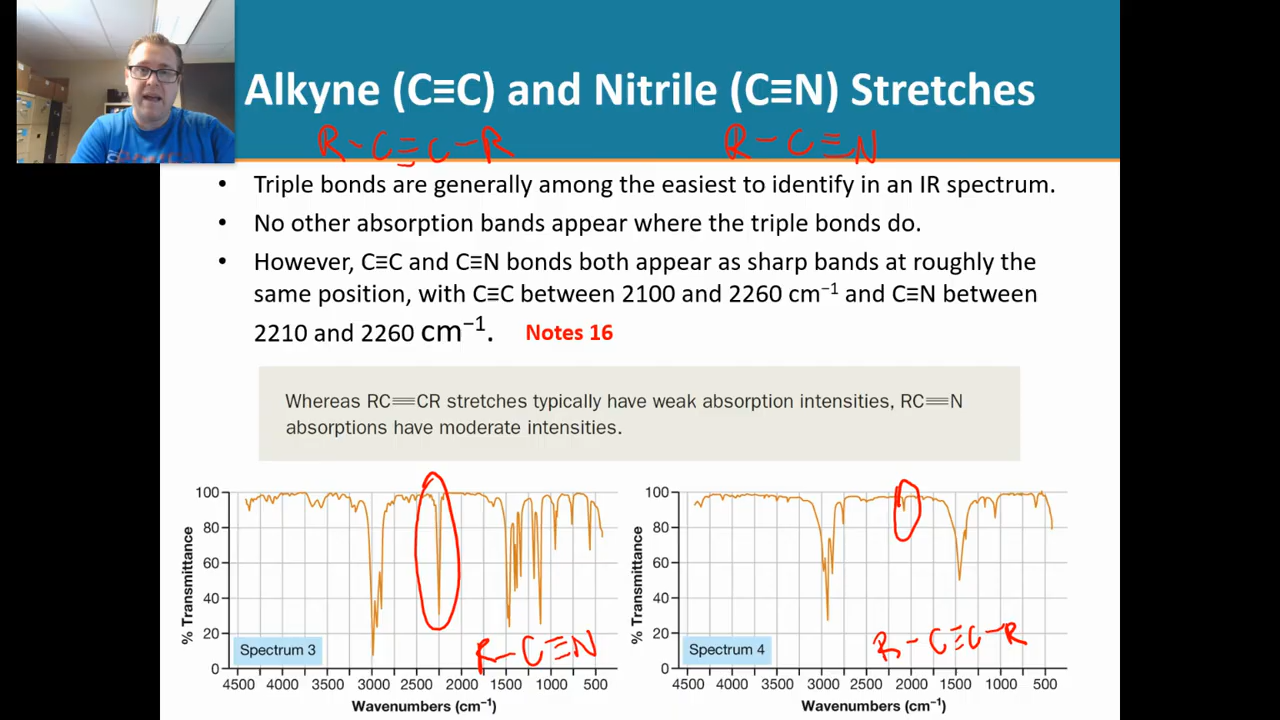 Alkyne (C≡C) and Nitrile (C≡N) Stretches
R-C≡C-R R-C≡N
• Triple bonds are generally among the easiest to identify in an IR spectrum.
• No other absorption bands appear where the triple bonds do.
• However, C≡C and C≡N bonds both appear as sharp bands at roughly the
same position, with C≡C between 2100 and 2260 cm⁻¹ and C≡N between
2210 and 2260 cm⁻¹. Notes 16
Whereas RC≡CR stretches typically have weak absorption intensities, RC≡N
absorptions have moderate intensities.
% Transmittance
100
80
60
40
20
0
Spectrum 3
R-C≡N
4500 4000 3500 3000 2500 2000 1500 1000 500
Wavenumbers (cm⁻¹)
% Transmittance
100
80
60
40
20
0
Spectrum 4
R-C≡C-R
4500 4000 3500 3000 2500 2000 1500 1000 500
Wavenumbers (cm⁻¹)